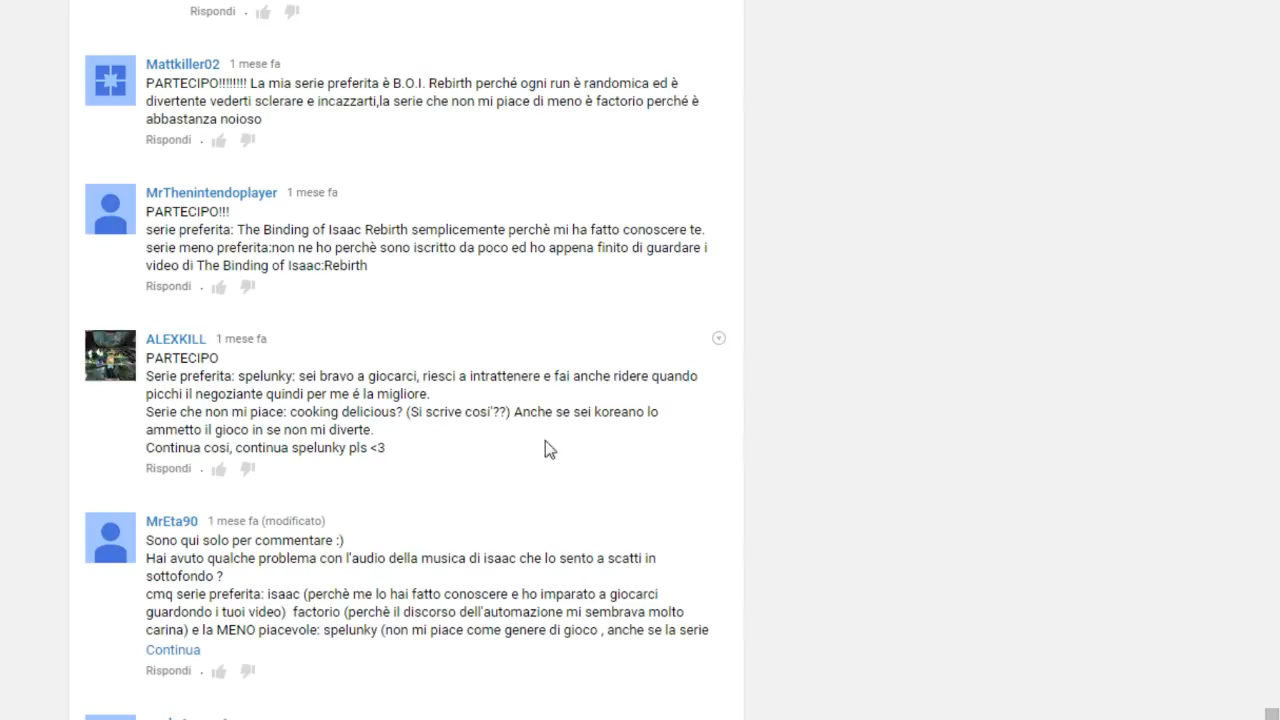 Rispondi .
Mattkiller02 1 mese fa
PARTECIPO!!!!!!!! La mia serie preferita è B.O.I. Rebirth perché ogni run è randomica ed è
divertente vederti sclerare e incazzarti,la serie che non mi piace di meno è factorio perché è
abbastanza noioso
Rispondi .
MrThenintendoplayer 1 mese fa
PARTECIPO!!!
serie preferita: The Binding of Isaac Rebirth semplicemente perchè mi ha fatto conoscere te.
serie meno preferita:non ne ho perchè sono iscritto da poco ed ho appena finito di guardare i
video di The Binding of Isaac:Rebirth
Rispondi .
ALEXKILL 1 mese fa
PARTECIPO
Serie preferita: spelunky: sei bravo a giocarci, riesci a intrattenere e fai anche ridere quando
picchi il negoziante quindi per me é la migliore.
Serie che non mi piace: cooking delicious? (Si scrive cosi'??) Anche se sei koreano lo
ammetto il gioco in se non mi diverte.
Continua cosi, continua spelunky pls <3
Rispondi .
MrEta90 1 mese fa (modificato)
Sono qui solo per commentare :)
Hai avuto qualche problema con l'audio della musica di isaac che lo sento a scatti in
sottofondo ?
cmq serie preferita: isaac (perchè me lo hai fatto conoscere e ho imparato a giocarci
guardondo i tuoi video)  factorio (perchè il discorso dell'automazione mi sembrava molto
carina) e la MENO piacevole: spelunky (non mi piace come genere di gioco , anche se la serie
Continua
Rispondi .